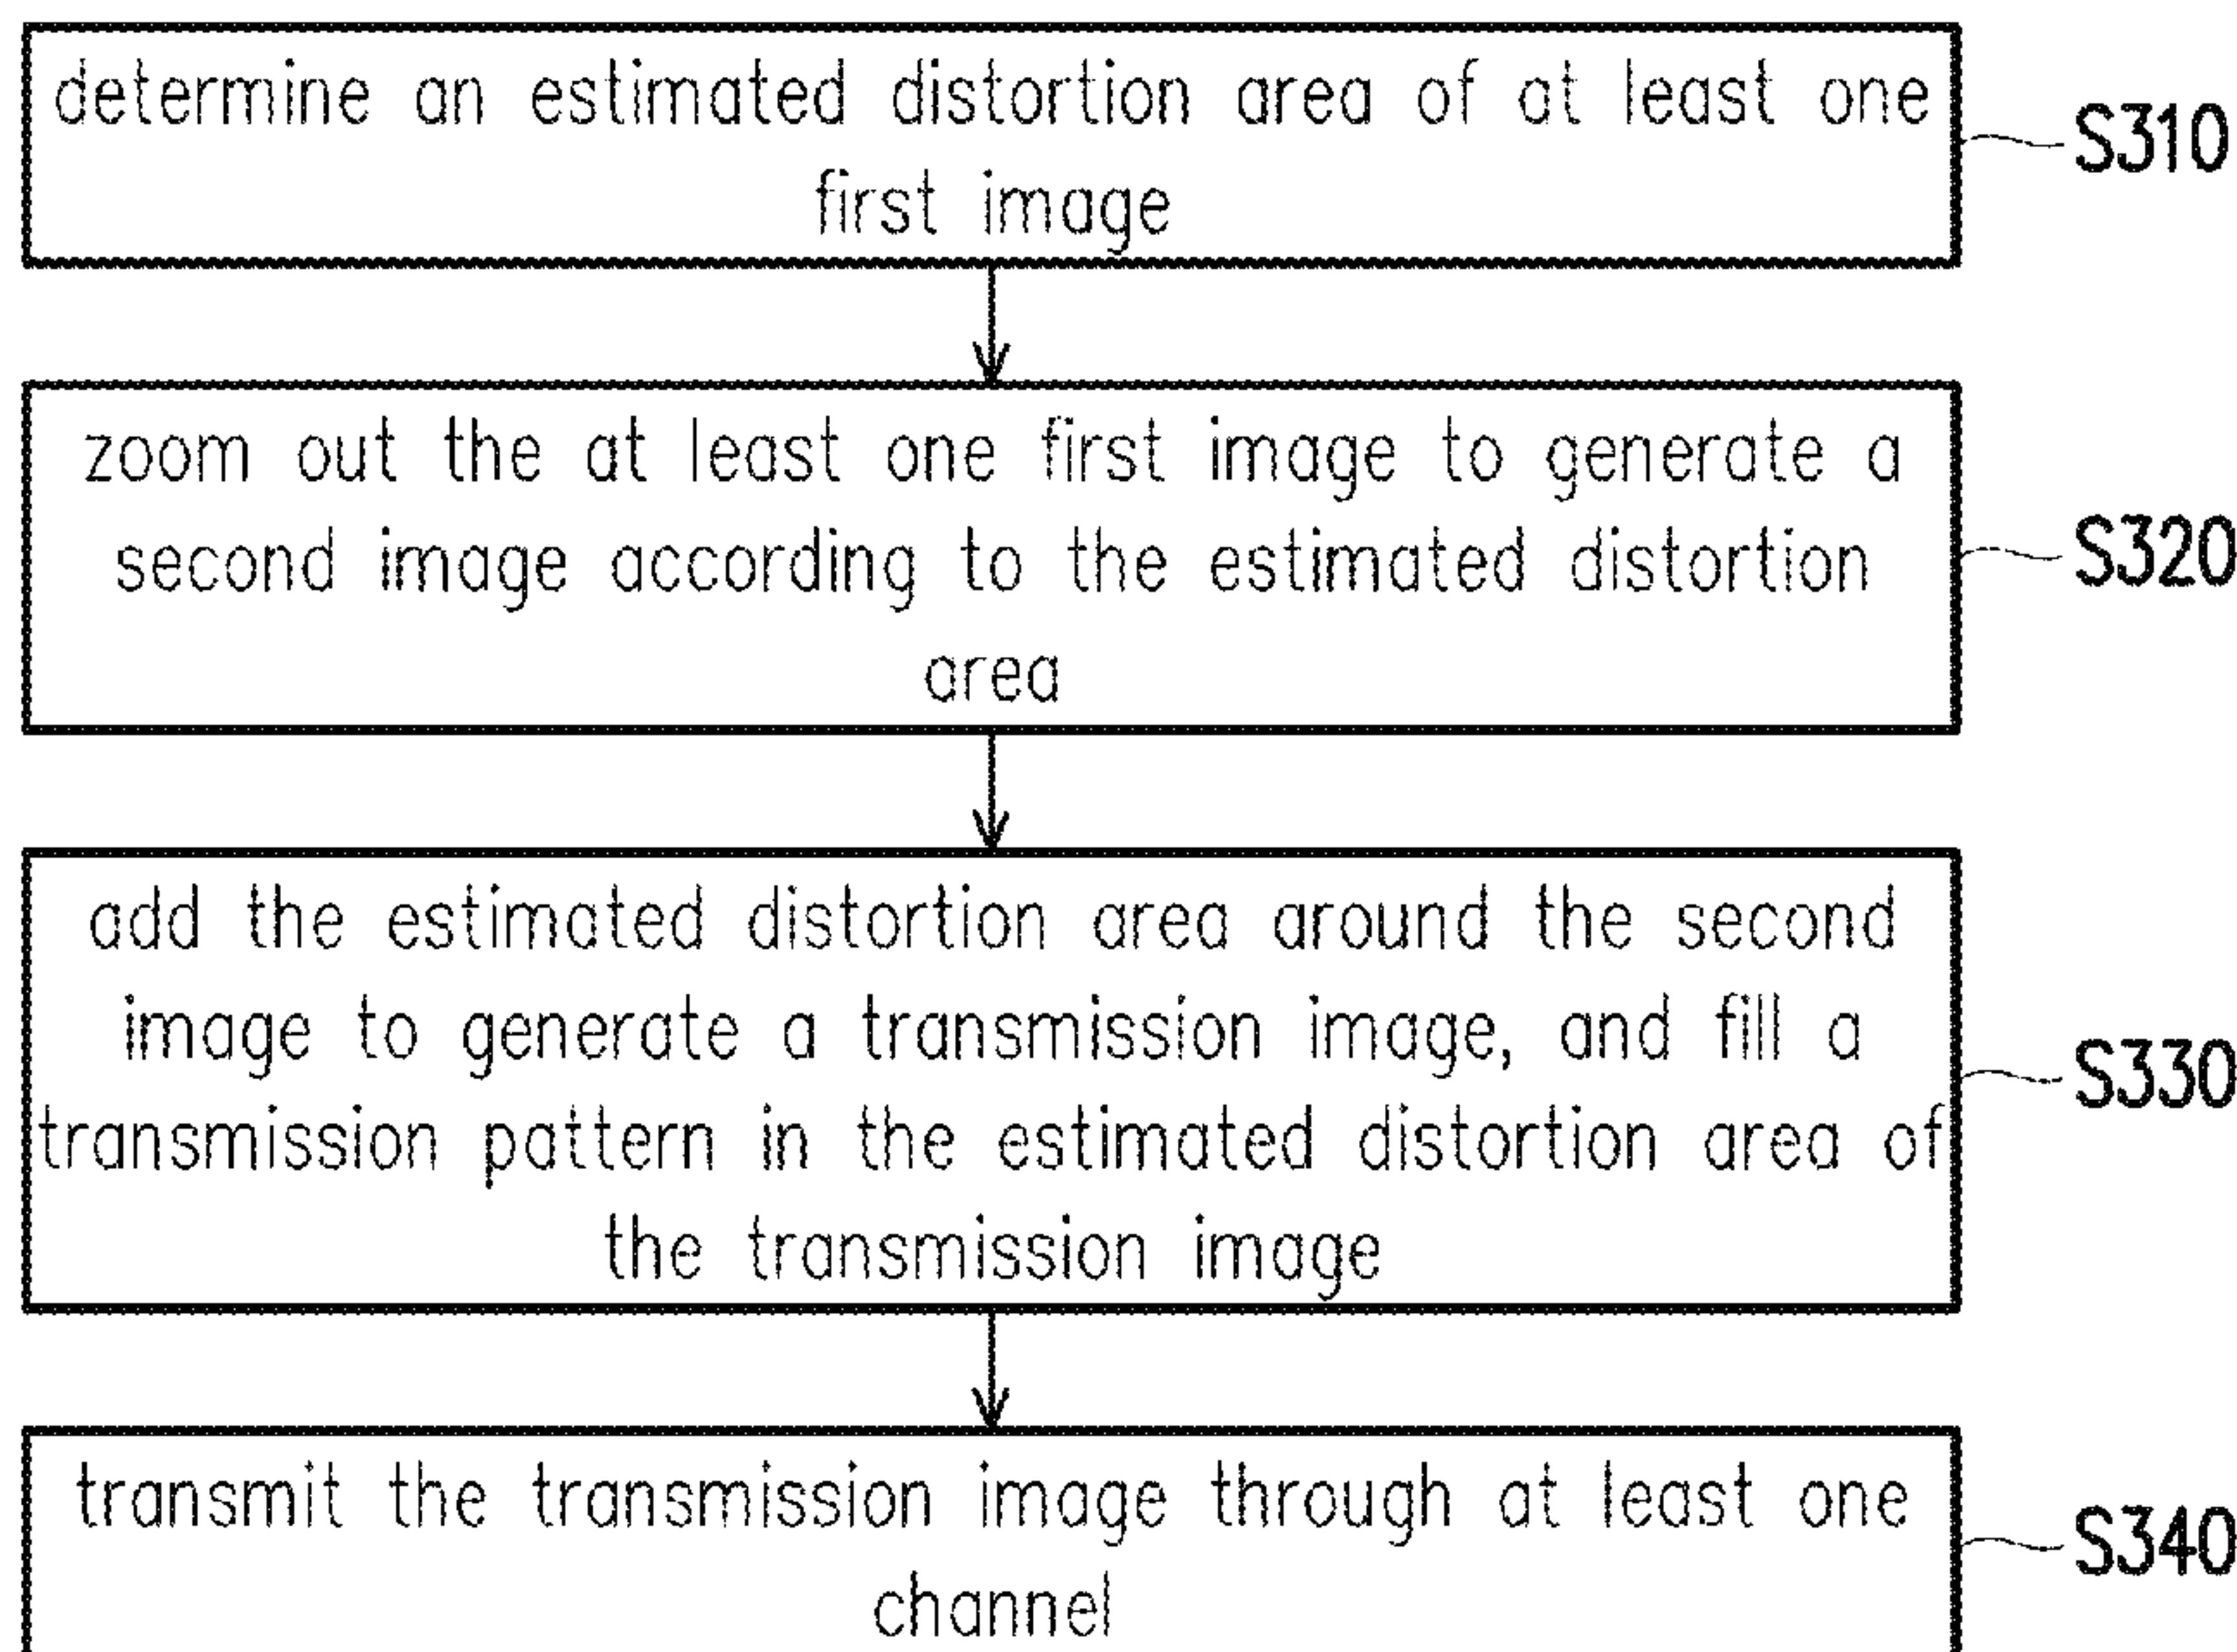 determine an estimated distortion area of at least one
first image
S310
zoom out the at least one first image to generate a
second image according to the estimated distortion
area
S320
add the estimated distortion area around the second
image to generate a transmission image, and fill a
transmission pattern in the estimated distortion area of
the transmission image
S330
transmit the transmission image through at least one
channel
S340